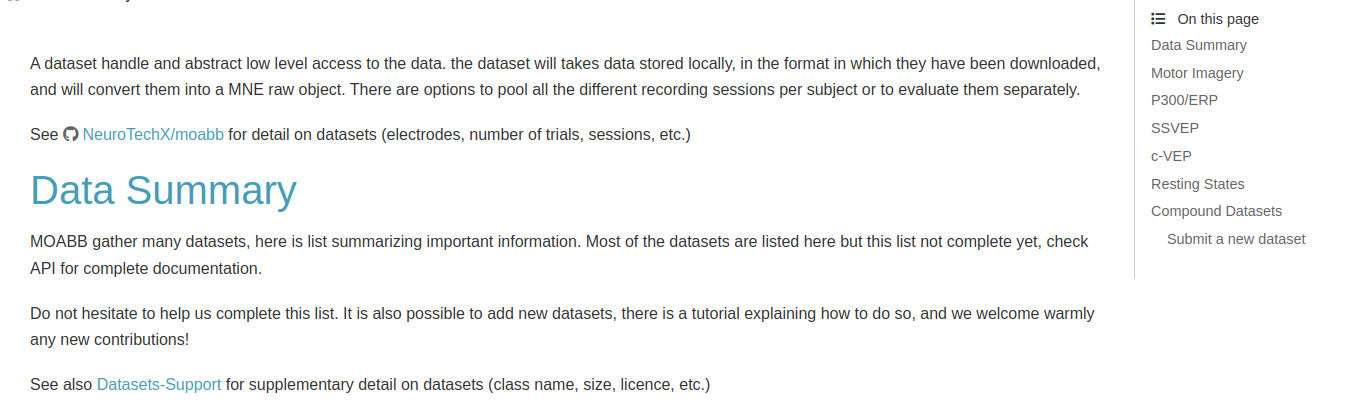 A dataset handle and abstract low level access to the data. the dataset will takes data stored locally, in the format in which they have been downloaded,
and will convert them into a MNE raw object. There are options to pool all the different recording sessions per subject or to evaluate them separately.
See NeuroTechX/moabb for detail on datasets (electrodes, number of trials, sessions, etc.)
Data Summary
MOABB gather many datasets, here is list summarizing important information. Most of the datasets are listed here but this list not complete yet, check
API for complete documentation.
Do not hesitate to help us complete this list. It is also possible to add new datasets, there is a tutorial explaining how to do so, and we welcome warmly
any new contributions!
See also Datasets-Support for supplementary detail on datasets (class name, size, licence, etc.)
On this page
Data Summary
Motor Imagery
P300/ERP
SSVEP
c-VEP
Resting States
Compound Datasets
Submit a new dataset